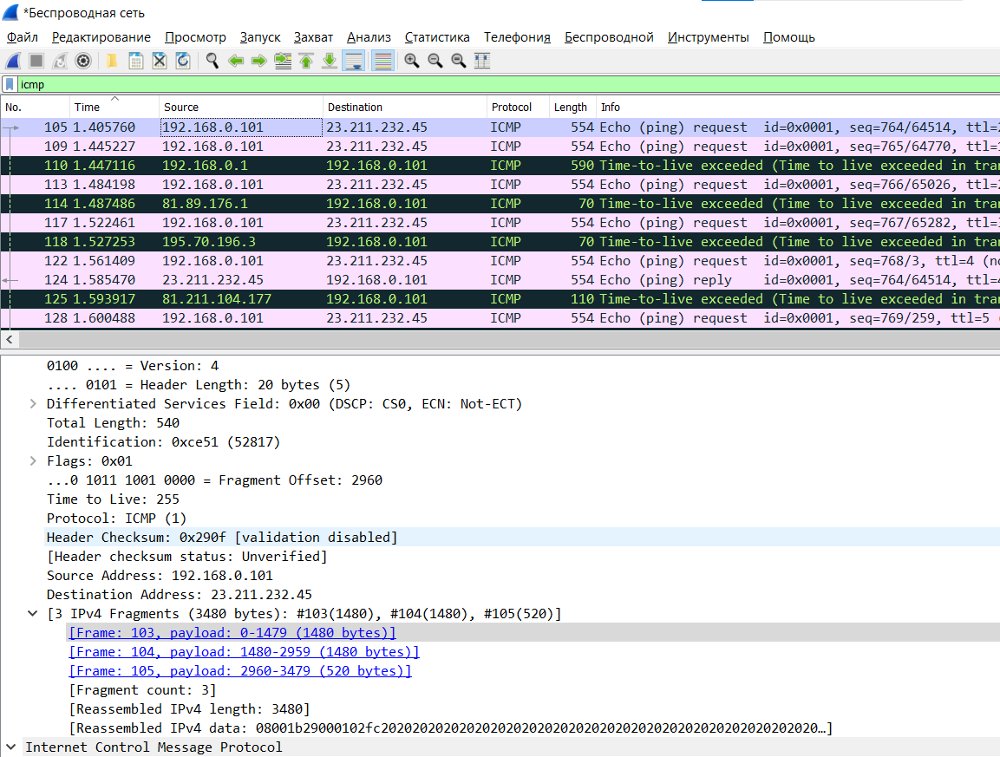 *Беспроводная сеть
Файл Редактирование Просмотр Запуск Захват Анализ Статистика Телефония Беспроводной Инструменты Помощь
icmp
No. Time Source Destination Protocol Length Info
105 1.405760 192.168.0.101 23.211.232.45 ICMP 554 Echo (ping) request id=0x0001, seq=764/64514, ttl=2
109 1.445227 192.168.0.101 23.211.232.45 ICMP 554 Echo (ping) request id=0x0001, seq=765/64770, ttl=1
110 1.447116 192.168.0.1 192.168.0.101 ICMP 590 Time-to-live exceeded (Time to live exceeded in tran
113 1.484198 192.168.0.101 23.211.232.45 ICMP 554 Echo (ping) request id=0x0001, seq=766/65026, ttl=2
114 1.487486 81.89.176.1 192.168.0.101 ICMP 70 Time-to-live exceeded (Time to live exceeded in tran
117 1.522461 192.168.0.101 23.211.232.45 ICMP 554 Echo (ping) request id=0x0001, seq=767/65282, ttl=3
118 1.527253 195.70.196.3 192.168.0.101 ICMP 70 Time-to-live exceeded (Time to live exceeded in tran
122 1.561409 192.168.0.101 23.211.232.45 ICMP 554 Echo (ping) request id=0x0001, seq=768/3, ttl=4 (no
124 1.585470 23.211.232.45 192.168.0.101 ICMP 554 Echo (ping) reply id=0x0001, seq=764/64514, ttl=4
125 1.593917 81.211.104.177 192.168.0.101 ICMP 110 Time-to-live exceeded (Time to live exceeded in tran
128 1.600488 192.168.0.101 23.211.232.45 ICMP 554 Echo (ping) request id=0x0001, seq=769/259, ttl=5 (
0100 .... = Version: 4
.... 0101 = Header Length: 20 bytes (5)
Differentiated Services Field: 0x00 (DSCP: CS0, ECN: Not-ECT)
Total Length: 540
Identification: 0xce51 (52817)
Flags: 0x01
...0 1011 1001 0000 = Fragment Offset: 2960
Time to Live: 255
Protocol: ICMP (1)
Header Checksum: 0x290f [validation disabled]
[Header checksum status: Unverified]
Source Address: 192.168.0.101
Destination Address: 23.211.232.45
[3 IPv4 Fragments (3480 bytes): #103(1480), #104(1480), #105(520)]
[Frame: 103, payload: 0-1479 (1480 bytes)]
[Frame: 104, payload: 1480-2959 (1480 bytes)]
[Frame: 105, payload: 2960-3479 (520 bytes)]
[Fragment count: 3]
[Reassembled IPv4 length: 3480]
[Reassembled IPv4 data: 08001b29000102fc20202020202020202020202020202020202020202020202020202020…]
Internet Control Message Protocol